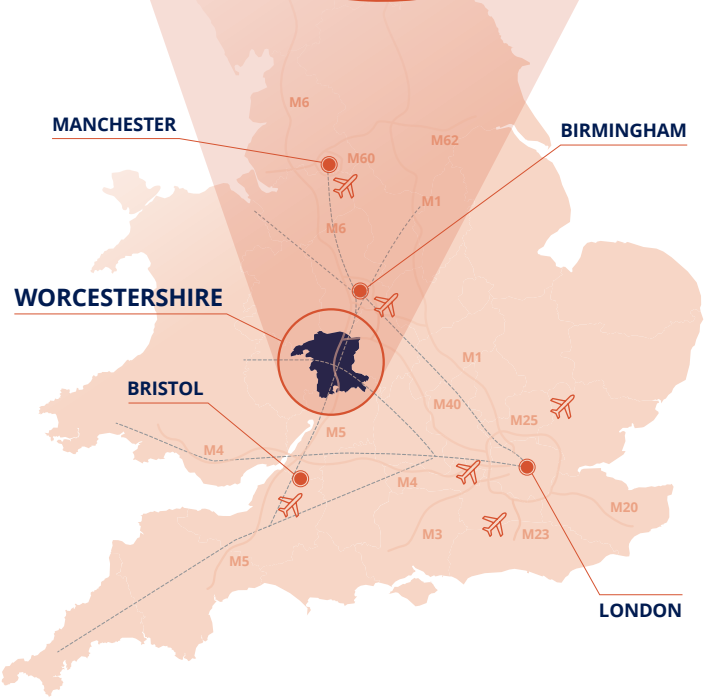 M6
MANCHESTER
BIRMINGHAM
M60
M62
M1
M6
WORCESTERSHIRE
M1
BRISTOL
M40
M25
M5
M4
M4
M20
M3
M23
M5
LONDON